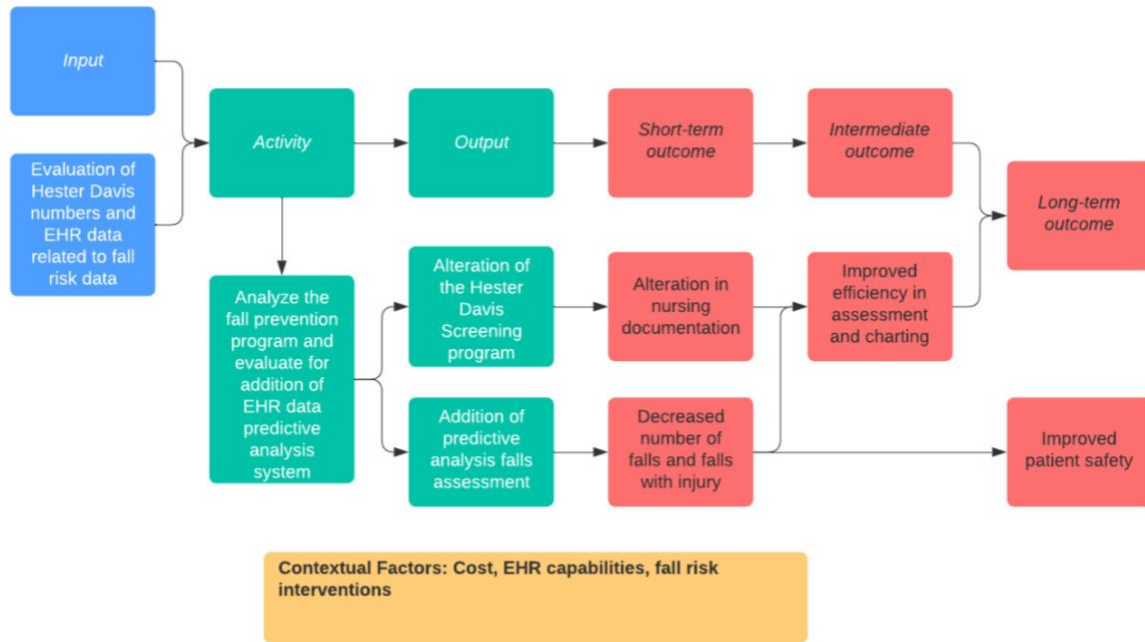 Input
Evaluation of
Hester Davis
numbers and
EHR data
related to fall
risk data
Activity
Analyze the
fall prevention
program and
evaluate for
addition of
EHR data
predictive
analysis
system
Output
Alteration of
the Hester
Davis
Screening
program
Addition of
predictive
analysis falls
assessment
Short-term
outcome
Alteration in
nursing
documentation
Decreased
number of
falls and falls
with injury
Intermediate
outcome
Improved
efficiency in
assessment
and charting
Long-term
outcome
Improved
patient safety
Contextual Factors: Cost, EHR capabilities, fall risk
interventions